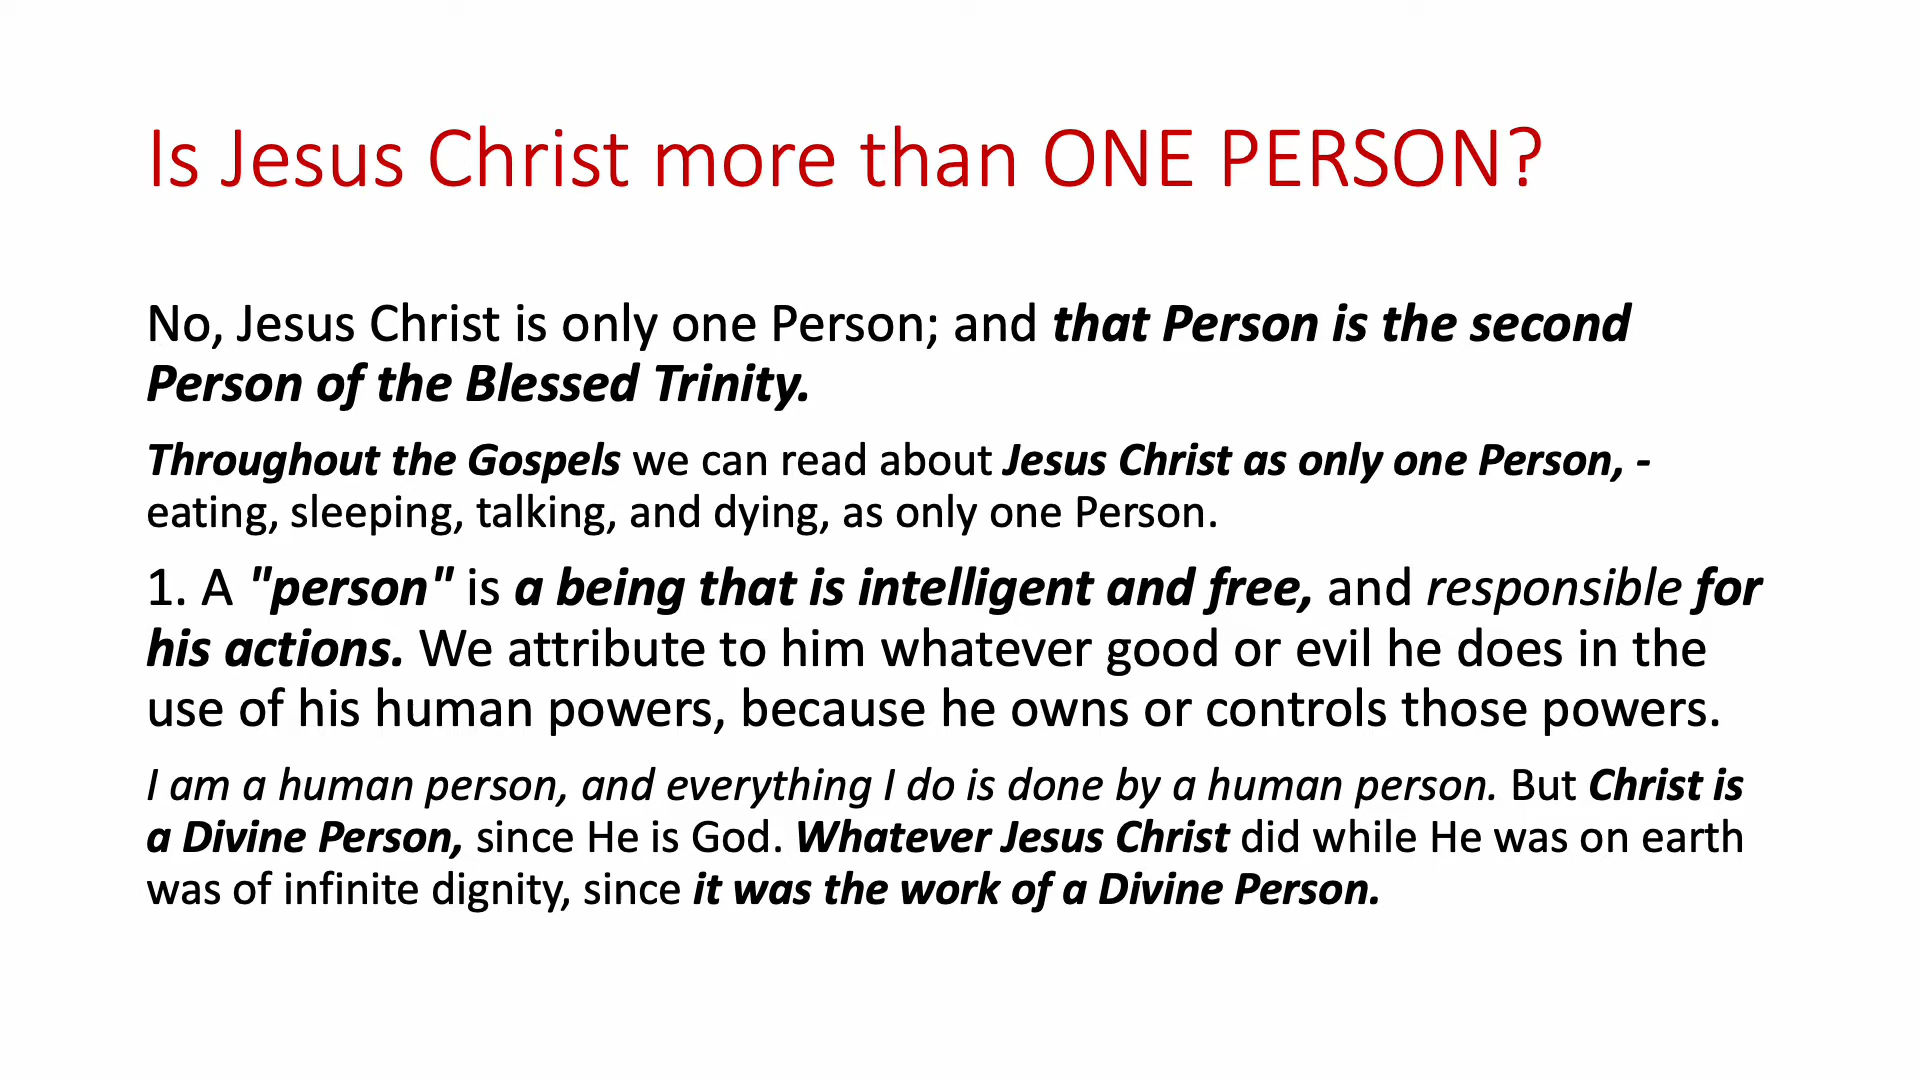 Is Jesus Christ more than ONE PERSON?
No, Jesus Christ is only one Person; and that Person is the second
Person of the Blessed Trinity.
Throughout the Gospels we can read about Jesus Christ as only one Person, -
eating, sleeping, talking, and dying, as only one Person.
1. A "person" is a being that is intelligent and free, and responsible for
his actions. We attribute to him whatever good or evil he does in the
use of his human powers, because he owns or controls those powers.
I am a human person, and everything I do is done by a human person. But Christ is
a Divine Person, since He is God. Whatever Jesus Christ did while He was on earth
was of infinite dignity, since it was the work of a Divine Person.